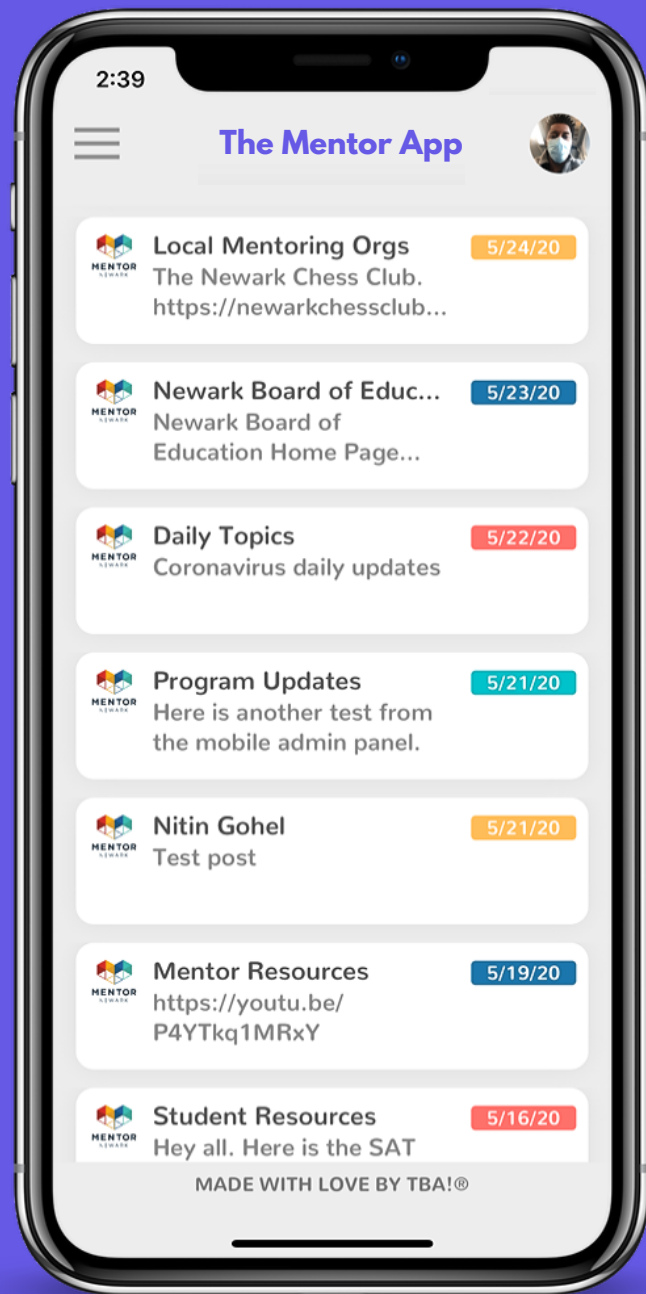 2:39
The Mentor App
MENTOR
NEWARK
Local Mentoring Orgs
5/24/20
The Newark Chess Club.
https://newarkchessclub...
MENTOR
NEWARK
Newark Board of Educ...
5/23/20
Newark Board of
Education Home Page...
MENTOR
NEWARK
Daily Topics
5/22/20
Coronavirus daily updates
MENTOR
NEWARK
Program Updates
5/21/20
Here is another test from
the mobile admin panel.
MENTOR
NEWARK
Nitin Gohel
5/21/20
Test post
MENTOR
NEWARK
Mentor Resources
5/19/20
https://youtu.be/
P4YTkq1MRxY
MENTOR
NEWARK
Student Resources
5/16/20
Hey all. Here is the SAT
MADE WITH LOVE BY TBA!®